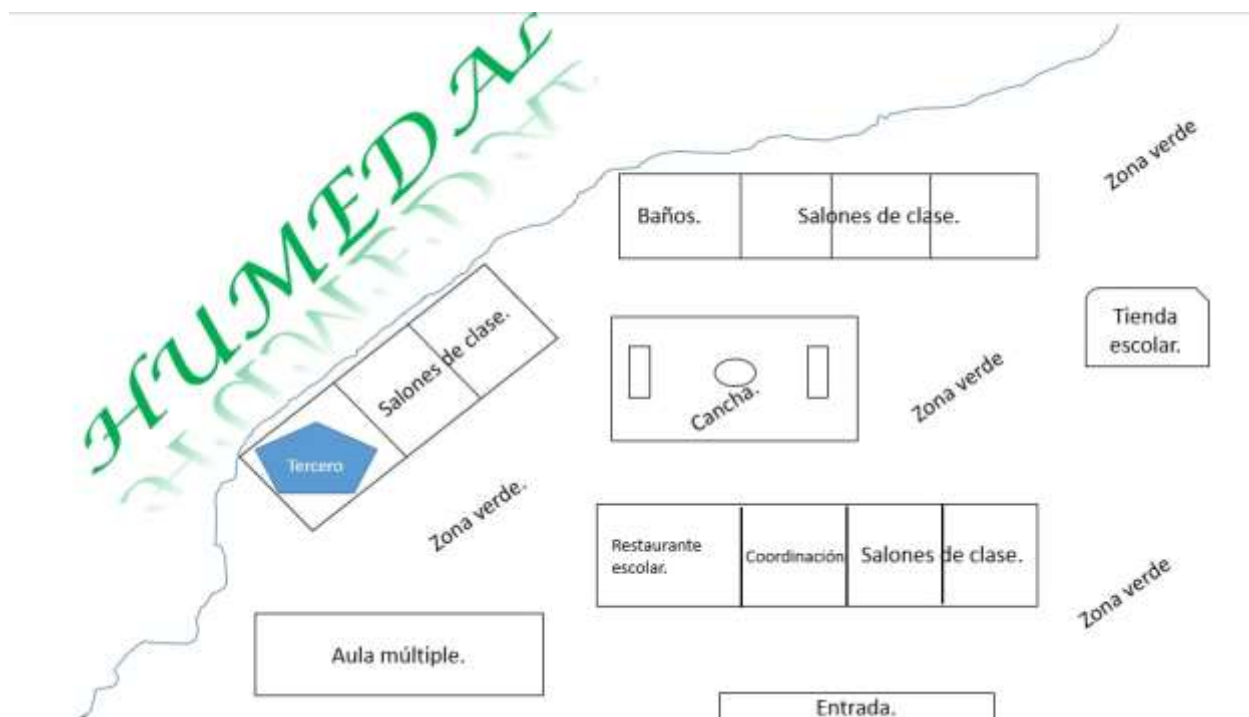 HUMEDAL
Zona verde
Baños.
Salones de clase.
Tienda
escolar.
Salones de clase.
Cancha.
Zona verde
Tercero
Zona verde.
Restaurante
escolar.
Coordinación
Salones de clase.
Zona verde
Aula múltiple.
Entrada.